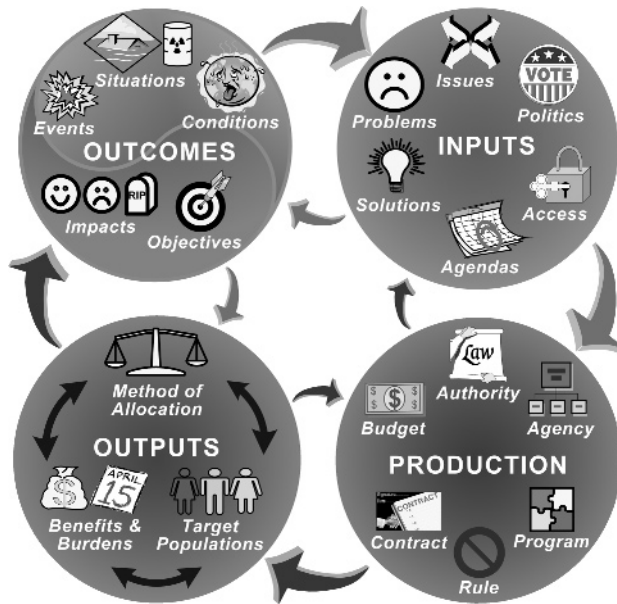 Situations
Events
Conditions
OUTCOMES
RIP
Impacts
Objectives
Issues
VOTE
Problems
Politics
INPUTS
Solutions
Access
Agendas
Method of
Allocation
OUTPUTS
APRIL
15
$
Benefits &
Burdens
Target
Populations
Law
Authority
$ $
$
$ $
Budget
Agency
PRODUCTION
CONTRACT
Contract
Program
Rule